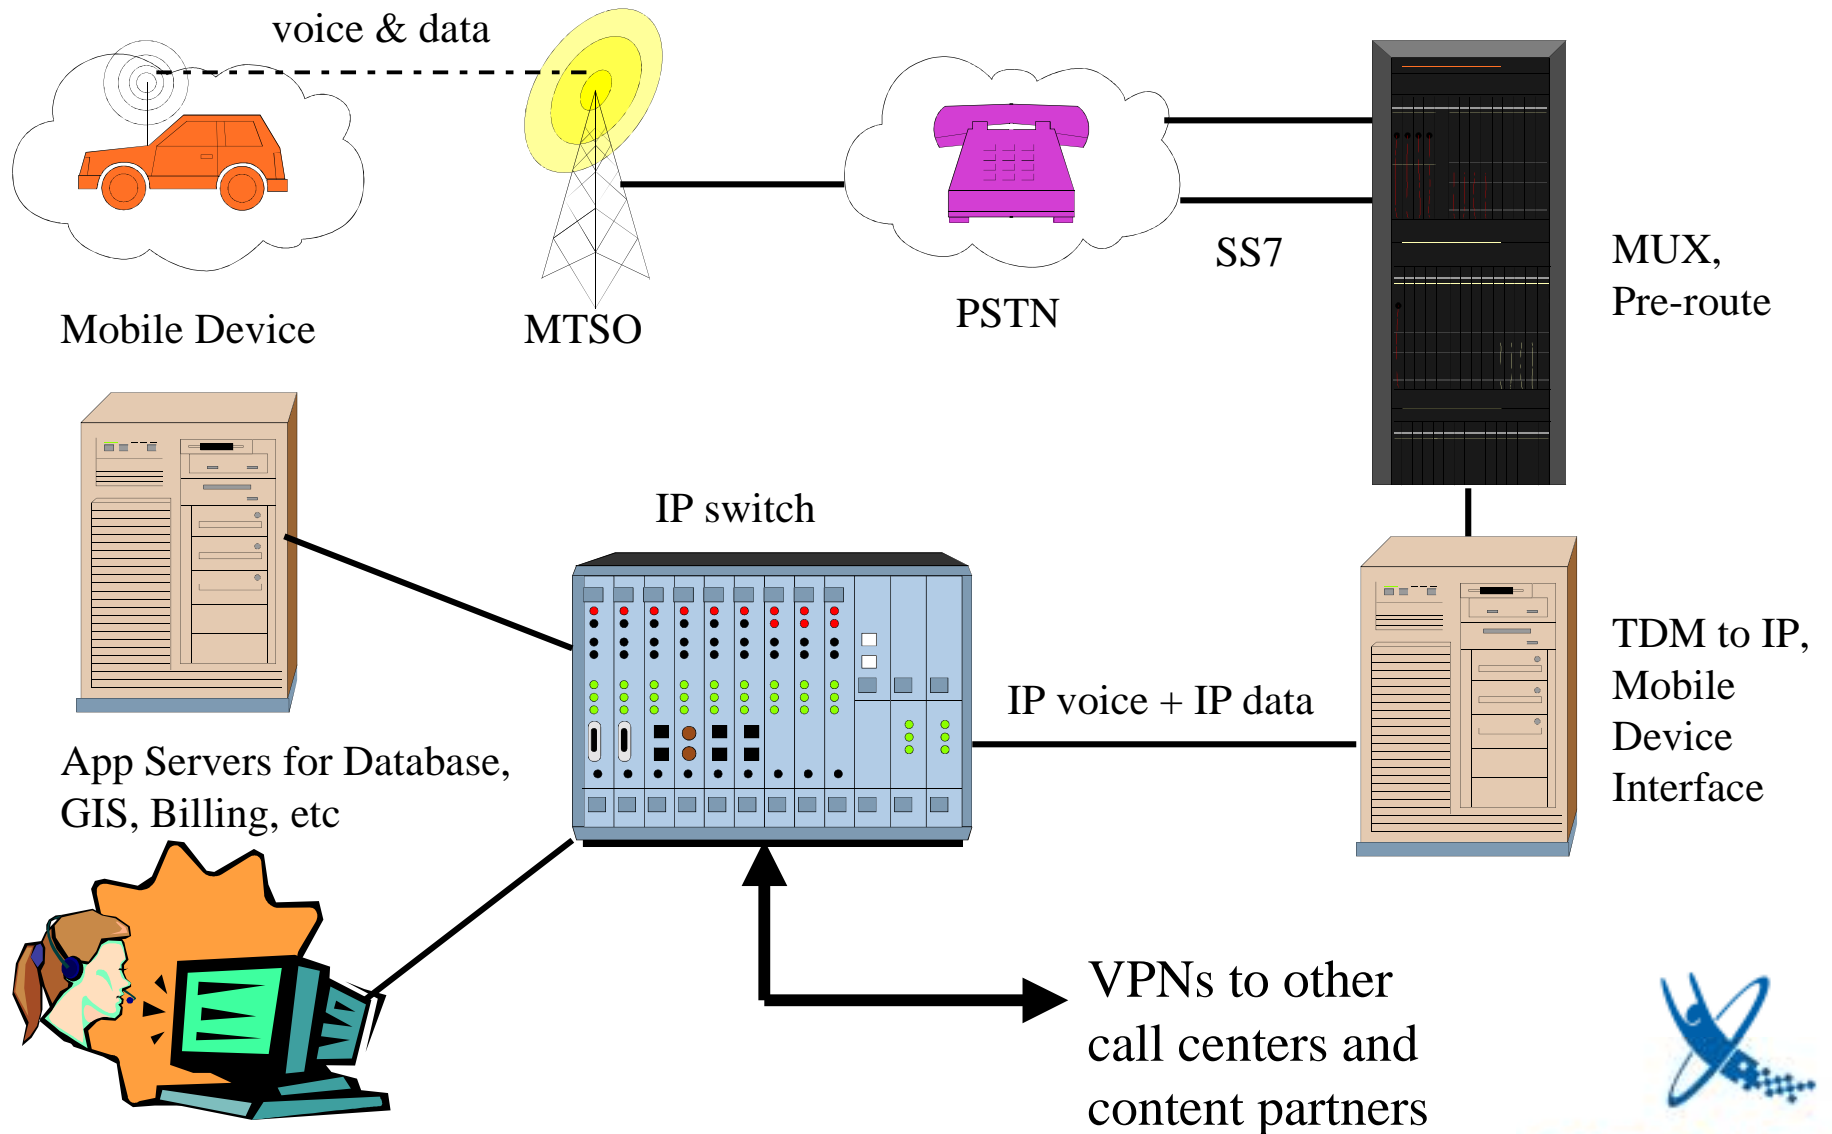 voice & data
Mobile Device
MTSO
PSTN
SS7
MUX,
Pre-route
IP switch
IP voice + IP data
TDM to IP,
Mobile
Device
Interface
App Servers for Database,
GIS, Billing, etc
VPNs to other
call centers and
content partners